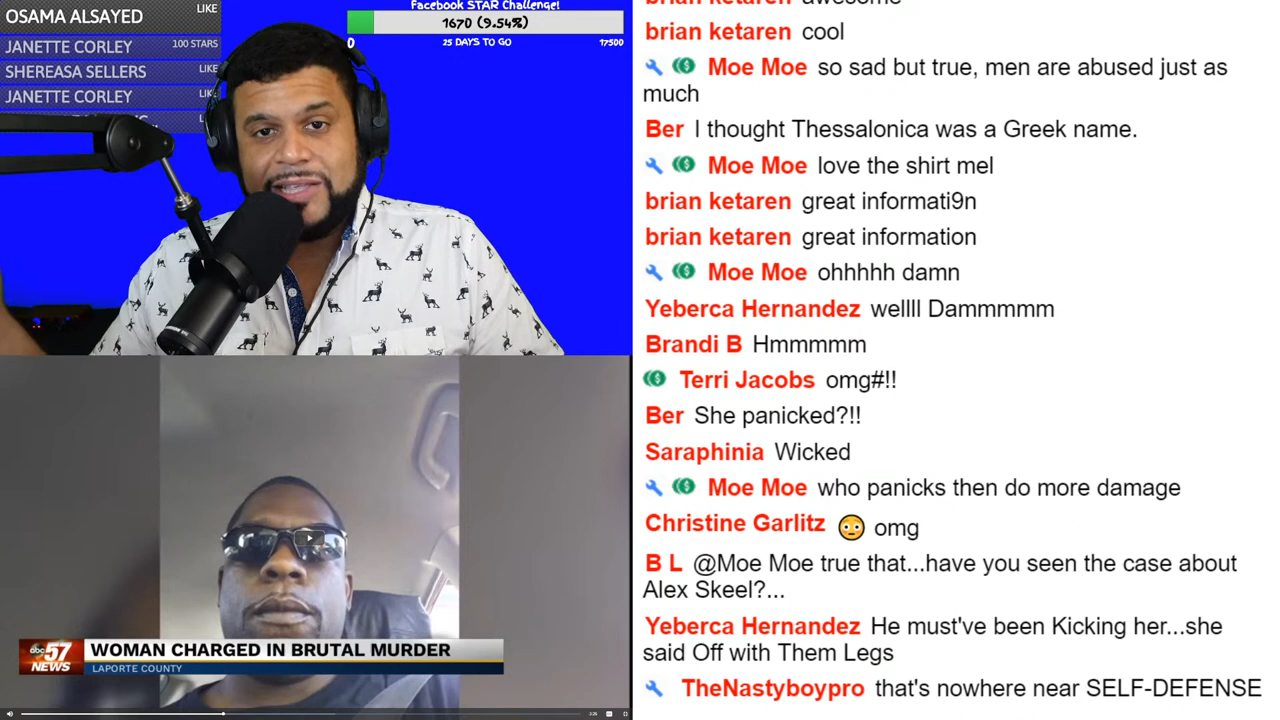 OSAMA ALSAYED LIKE
JANETTE CORLEY 100 STARS
SHEREASA SELLERS LIKE
JANETTE CORLEY
Facebook STAR Challenge!
1670 (9.54%)
0 25 DAYS TO GO 17500
abc 57 NEWS
WOMAN CHARGED IN BRUTAL MURDER
LAPORTE COUNTY
brian ketaren awesome
brian ketaren cool
Moe Moe so sad but true, men are abused just as
much
Ber I thought Thessalonica was a Greek name.
Moe Moe love the shirt mel
brian ketaren great informati9n
brian ketaren great information
Moe Moe ohhhhh damn
Yeberca Hernandez wellll Dammmmm
Brandi B Hmmmmm
Terri Jacobs omg#!!
Ber She panicked?!!
Saraphinia Wicked
Moe Moe who panicks then do more damage
Christine Garlitz 😳 omg
B L @Moe Moe true that...have you seen the case about
Alex Skeel?...
Yeberca Hernandez He must've been Kicking her...she
said Off with Them Legs
TheNastyboypro that's nowhere near SELF-DEFENSE